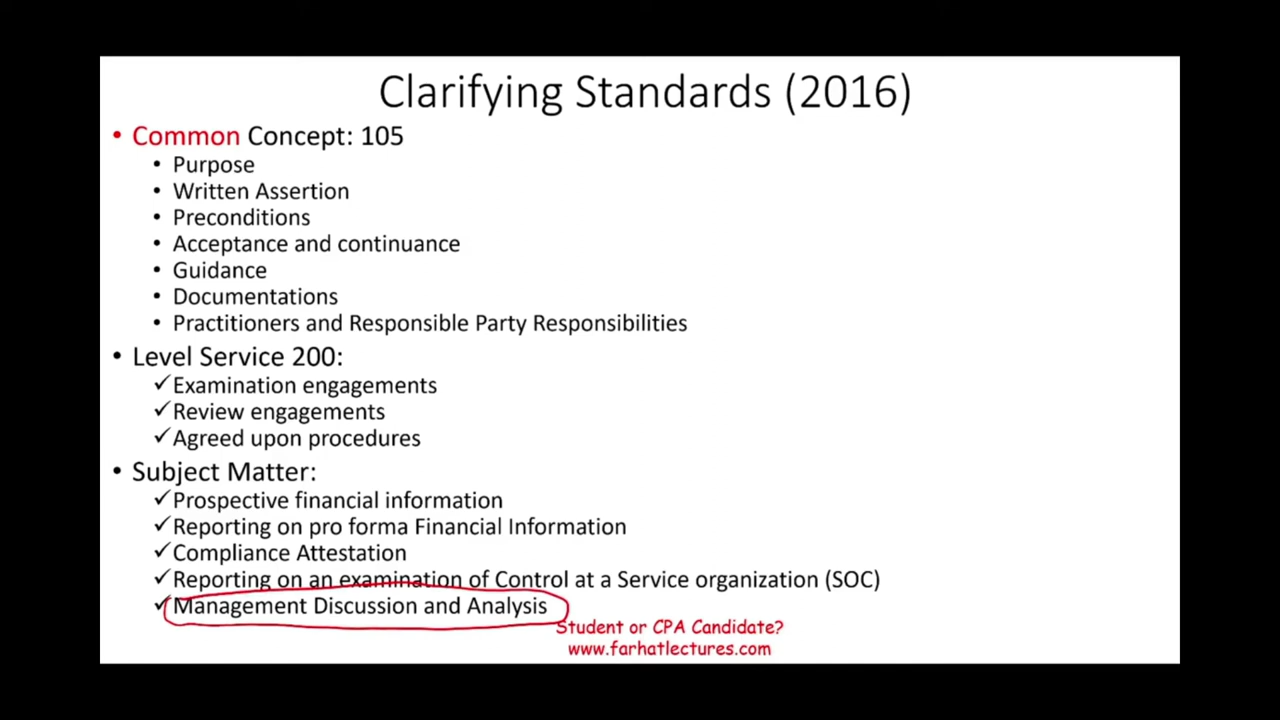 Clarifying Standards (2016)
• Common Concept: 105
• Purpose
• Written Assertion
• Preconditions
• Acceptance and continuance
• Guidance
• Documentations
• Practitioners and Responsible Party Responsibilities
• Level Service 200:
✓Examination engagements
✓Review engagements
✓Agreed upon procedures
• Subject Matter:
✓Prospective financial information
✓Reporting on pro forma Financial Information
✓Compliance Attestation
✓Reporting on an examination of Control at a Service organization (SOC)
✓Management Discussion and Analysis
Student or CPA Candidate?
www.farhatlectures.com